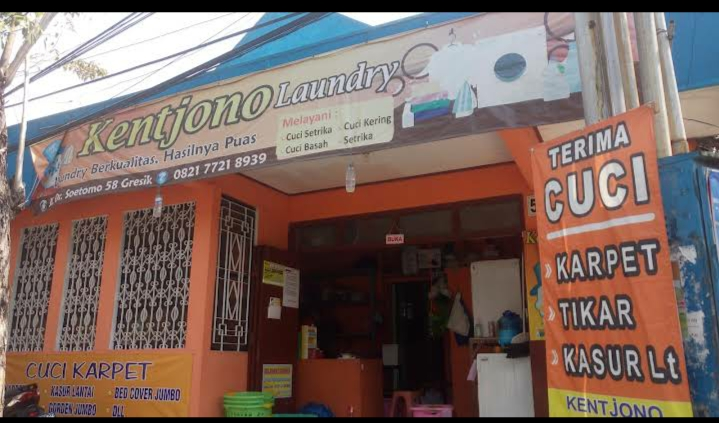 Kentjono Laundry
Laundry Berkualitas, Hasilnya Puas
Jl. Dr. Soetomo 58 Gresik 0821 7721 8939
Melayani :
Cuci Setrika
Cuci Kering
Cuci Basah
Setrika
BUKA
5
TERIMA
CUCI
KARPET
TIKAR
KASUR Lt
KENTJONO
CUCI KARPET
KASUR LANTAI
BED COVER JUMBO
GORDEN JUMBO
DLL